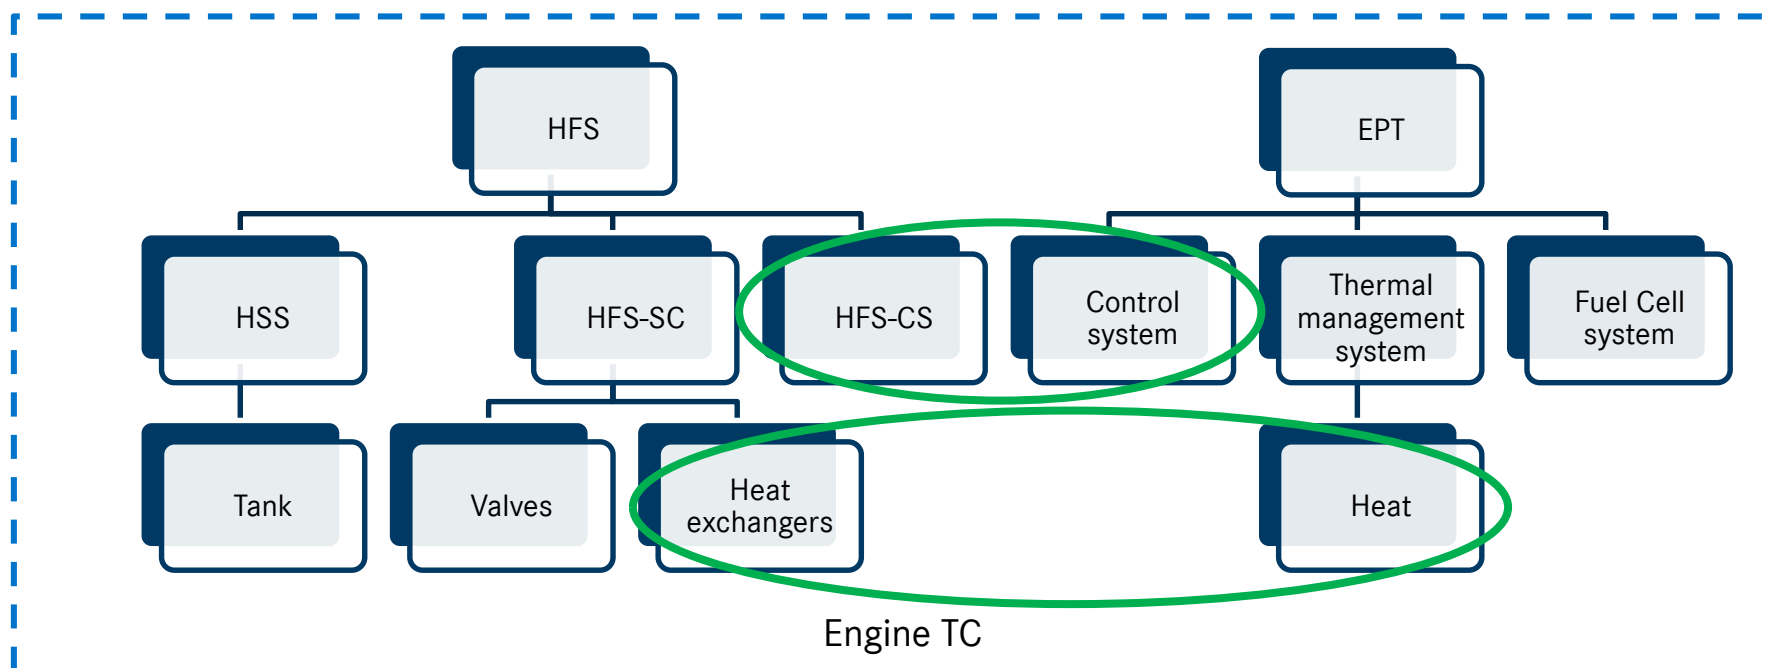 HFS
EPT
HSS
HFS-SC
HFS-CS
Control
system
Thermal
management
system
Fuel Cell
system
Tank
Valves
Heat
exchangers
Heat
Engine TC